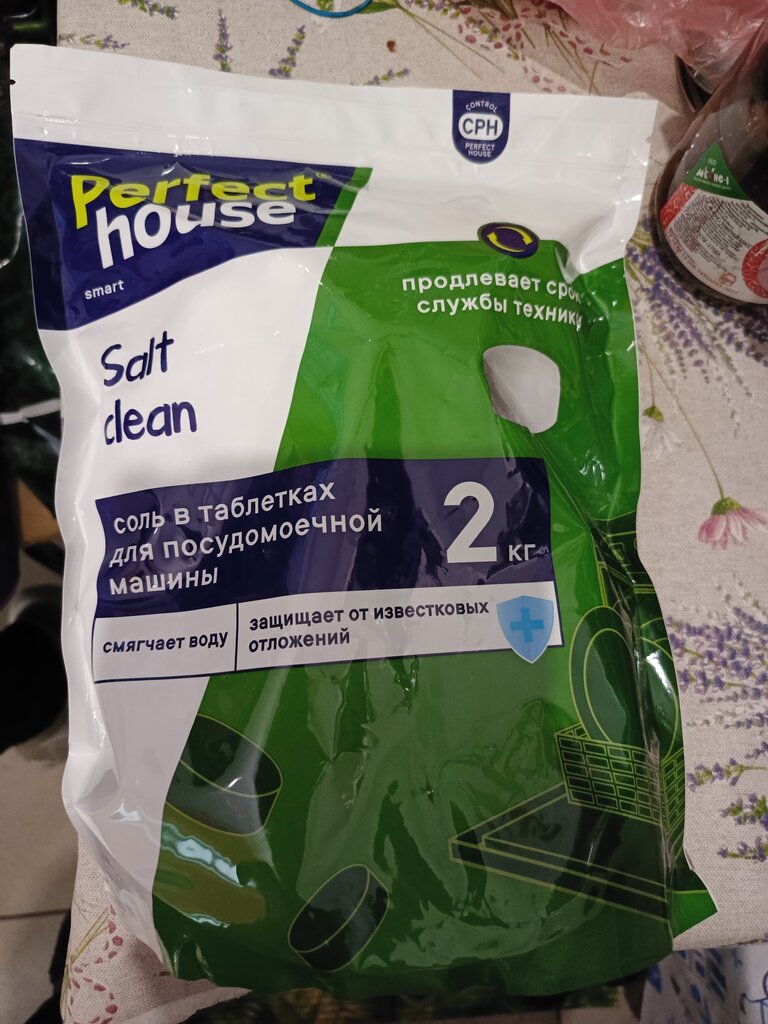 CONTROL
CPH
PERFECT
HOUSE
Perfect
house
smart
продлевает срок
службы техники
Salt
clean
соль в таблетках
для посудомоечной
машины
2 кг
смягчает воду
защищает от известковых
отложений
ООО